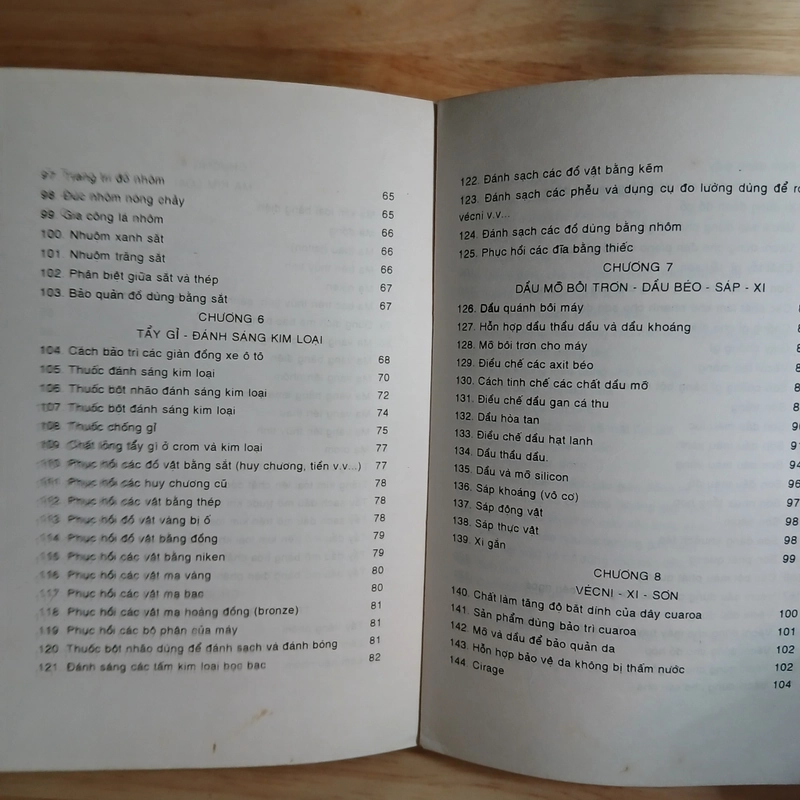 97. Trang trí đồ nhôm
98. Đúc nhôm nóng chảy 65
99. Gia công lá nhôm 65
100. Nhuôm xanh sắt 66
101. Nhuôm trắng sắt 66
102. Phân biệt giữa sắt và thép 66
103. Bảo quản đồ dùng bằng sắt 67
67
CHƯƠNG 6
TẨY GỈ - ĐÁNH SÁNG KIM LOẠI
104. Cách bảo trì các giàn đồng xe ô tô 68
105. Thuốc đánh sáng kim loại 70
106. Thuốc bột nhão đánh sáng kim loại 72
107. Thuốc bột đánh sáng kim loại 74
108. Thuốc chống gỉ 75
109. Chất lỏng tẩy gỉ ở crom và kim loại 77
110. Phục hồi các đồ vật bằng sắt (huy chương, tiền v.v...) 77
111. Phục hồi các huy chương cũ 78
112. Phục hồi các vật bằng thép 78
113. Phục hồi đồ vật vàng bị ố 78
114. Phục hồi đồ vật bằng đồng 79
115. Phục hồi các vật bằng niken 79
116. Phục hồi các vật mạ vàng 80
117. Phục hồi các vật mạ bạc 80
118. Phục hồi các vật mạ hoáng đồng (bronze) 81
119. Phục hồi các bộ phận của máy 81
120. Thuốc bột nhão dùng để đánh sạch và đánh bóng 81
121. Đánh sáng các tấm kim loại bọc bạc 82
122. Đánh sạch các đồ vật bằng kẽm
123. Đánh sạch các phễu và dụng cụ đo lường dùng để
vécni v.v...
124. Đánh sạch các đồ dùng bằng nhôm
125. Phục hồi các đĩa bằng thiếc
CHƯƠNG 7
DẦU MỠ BÔI TRƠN - DẦU BÉO - SÁP - XI
126. Dầu quánh bôi máy
127. Hỗn hợp dầu thầu dầu và dầu khoáng
128. Mỡ bôi trơn cho máy
129. Điều chế các axit béo
130. Cách tinh chế các chất dầu mỡ
131. Điều chế dầu gan cá thu
132. Dầu hòa tan
133. Điều chế dầu hạt lanh
134. Dầu thầu dầu.
135. Dầu và mỡ silicon 94
136. Sáp khoáng (vô cơ) 96
137. Sáp động vật 97
138. Sáp thực vật 98
139. Xi gắn 98
99
CHƯƠNG 8
VÉCNI - XI - SƠN
140. Chất làm tăng độ bắt dính của dây cuaroa 100
141. Sản phẩm dùng bảo trì cuaroa 101
142. Mỡ và dầu để bảo quản da 102
143. Hỗn hợp bảo vệ da không bị thấm nước 102
144. Cirage 104